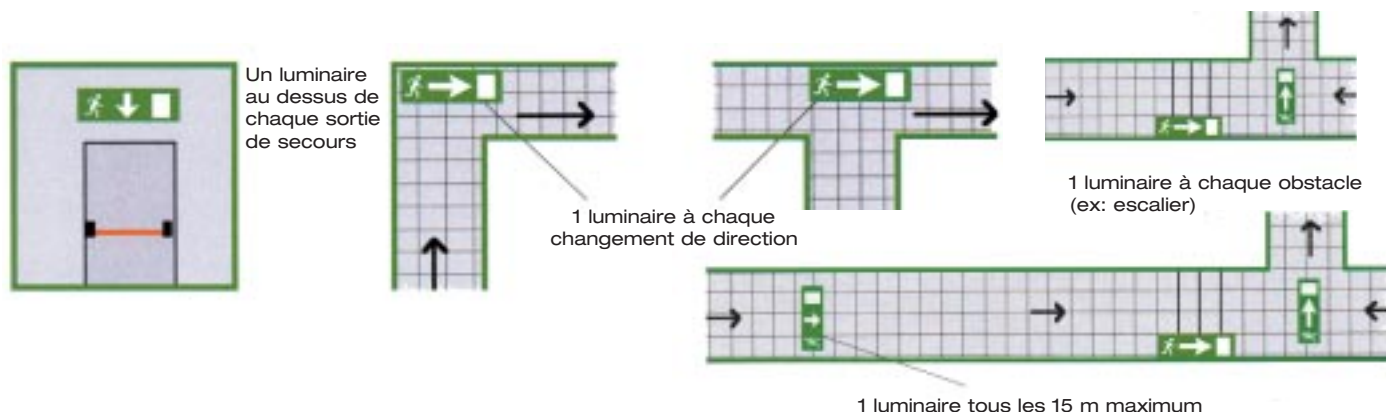 Un luminaire
au dessus de
chaque sortie
de secours
1 luminaire à chaque
changement de direction
1 luminaire à chaque obstacle
(ex: escalier)
1 luminaire tous les 15 m maximum